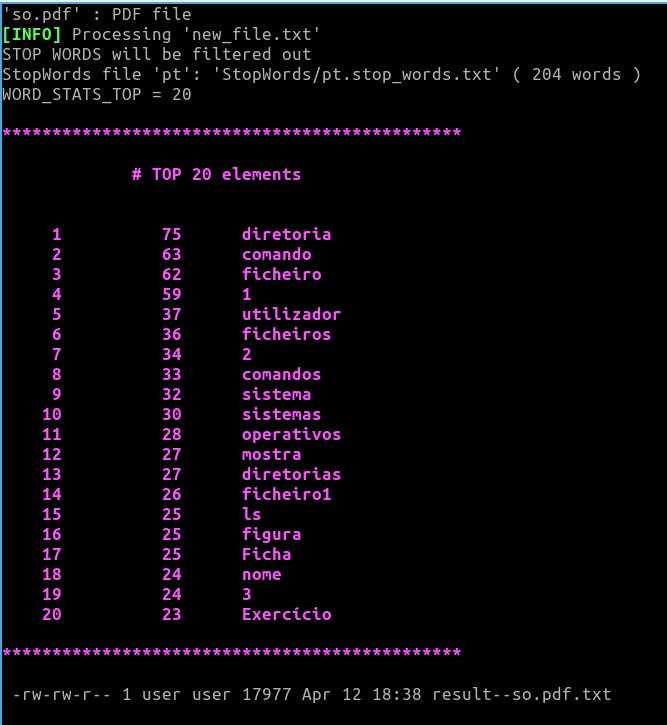 'so.pdf' : PDF file
[INFO] Processing 'new_file.txt'
STOP WORDS will be filtered out
StopWords file 'pt': 'StopWords/pt.stop_words.txt' ( 204 words )
WORD_STATS_TOP = 20
**********************************************
# TOP 20 elements
1 75 diretoria
2 63 comando
3 62 ficheiro
4 59 1
5 37 utilizador
6 36 ficheiros
7 34 2
8 33 comandos
9 32 sistema
10 30 sistemas
11 28 operativos
12 27 mostra
13 27 diretorias
14 26 ficheiro1
15 25 ls
16 25 figura
17 25 Ficha
18 24 nome
19 24 3
20 23 Exercício
**********************************************
-rw-rw-r-- 1 user user 17977 Apr 12 18:38 result--so.pdf.txt